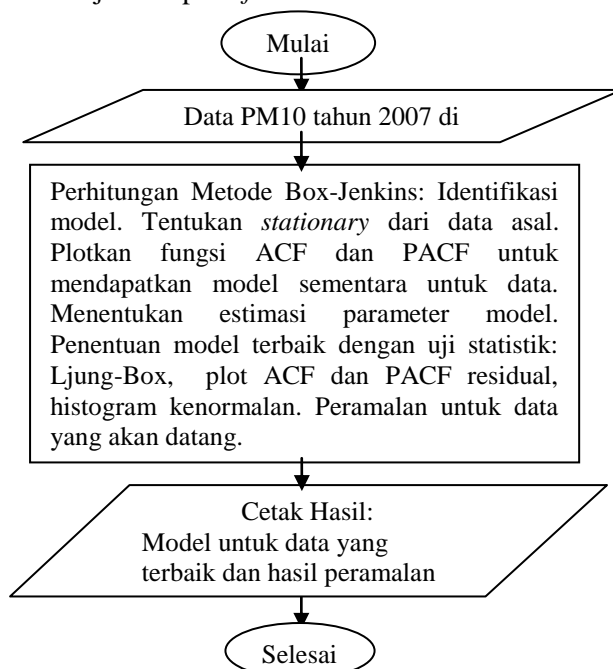 Mulai
Data PM10 tahun 2007 di
Perhitungan Metode Box-Jenkins: Identifikasi
model. Tentukan stationary dari data asal.
Plotkan fungsi ACF dan PACF untuk
mendapatkan model sementara untuk data.
Menentukan estimasi parameter model.
Penentuan model terbaik dengan uji statistik:
Ljung-Box, plot ACF dan PACF residual,
histogram kenormalan. Peramalan untuk data
yang akan datang.
Cetak Hasil:
Model untuk data yang
terbaik dan hasil peramalan
Selesai